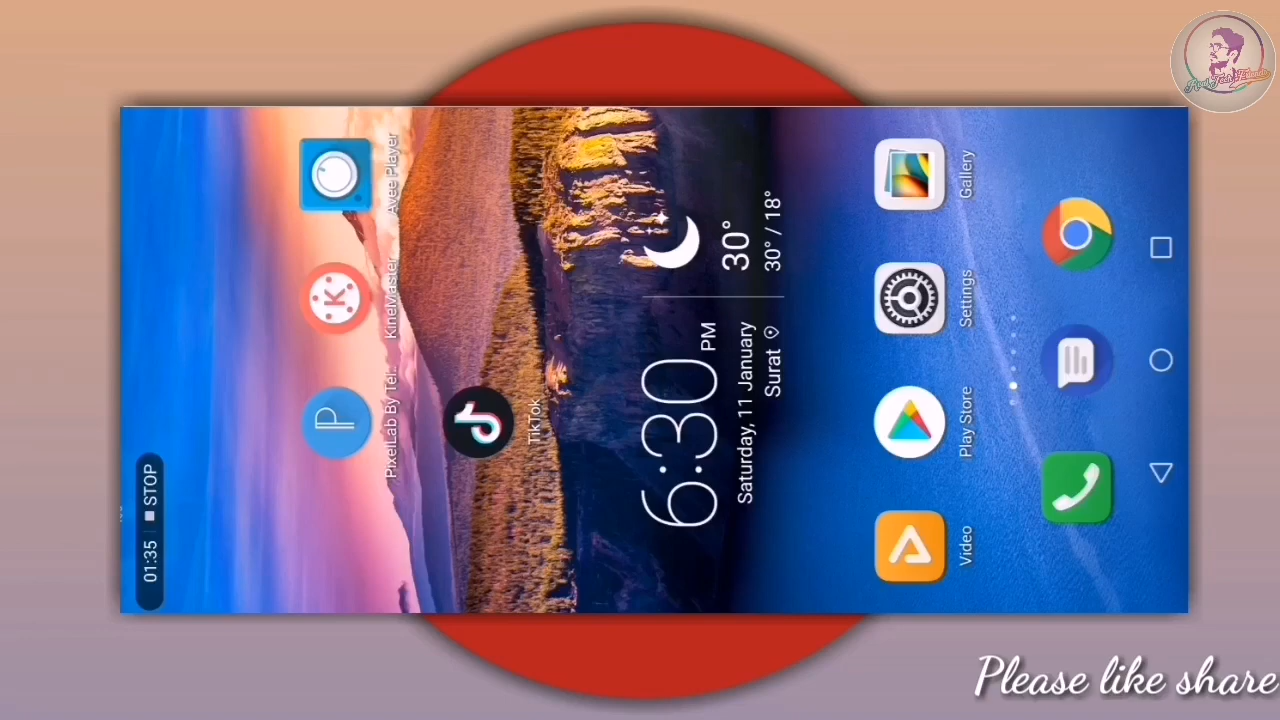 01:35 STOP
Avee Player
KineMaster
PixelLab By Tei..
TikTok
6:30 PM
Saturday, 11 January
Surat
30°
30° / 18°
Gallery
Settings
Play Store
Video
Please like share